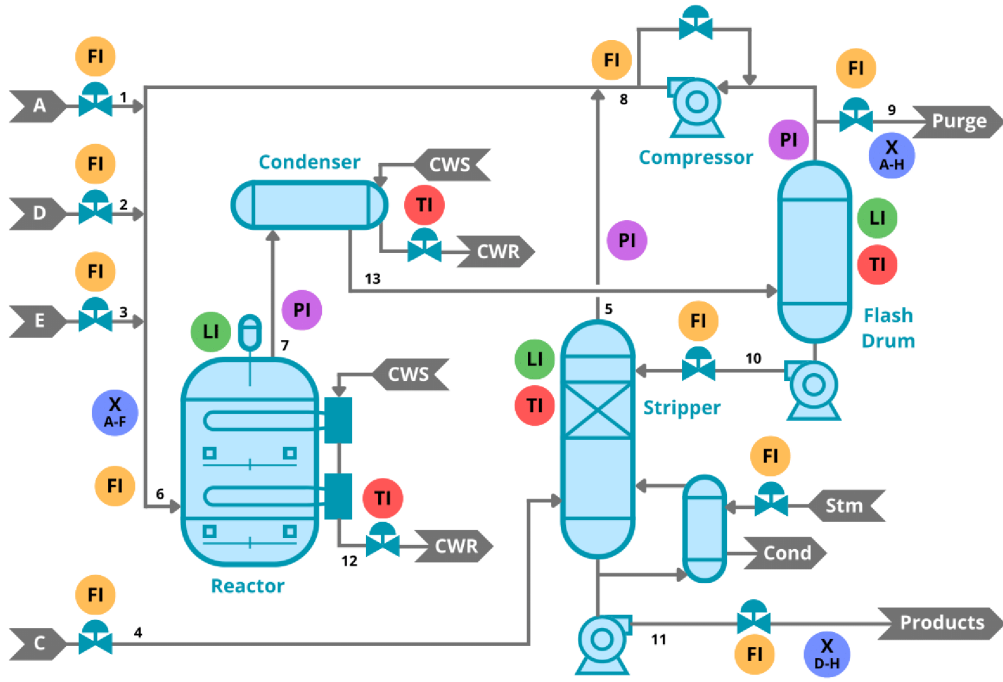 FI
FI
FI
A
1
8
9
Purge
Compressor
PI
X
A-H
Condenser
CWS
FI
D
2
TI
LI
PI
CWR
TI
FI
13
E
3
PI
5
FI
Flash
Drum
LI
7
LI
10
CWS
TI
Stripper
X
A-F
FI
FI
6
TI
Stm
12
CWR
Cond
Reactor
FI
C
4
11
Products
FI
X
D-H